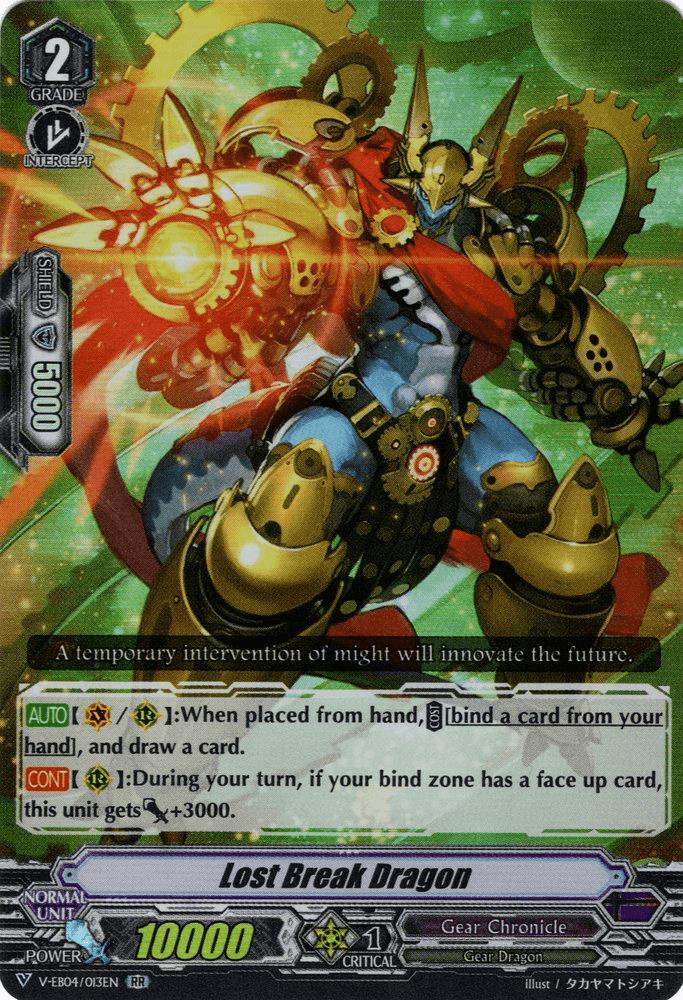 2
GRADE
INTERCEPT
SHIELD
5000
A temporary intervention of might will innovate the future.
AUTO【V/R】:When placed from hand, COST [bind a card from your
hand], and draw a card.
CONT【R】:During your turn, if your bind zone has a face up card,
this unit gets +3000.
Lost Break Dragon
NORMAL
UNIT
POWER 10000
1
CRITICAL
Gear Chronicle
Gear Dragon
V-EB04/013EN RR
illust / タカヤマトシアキ